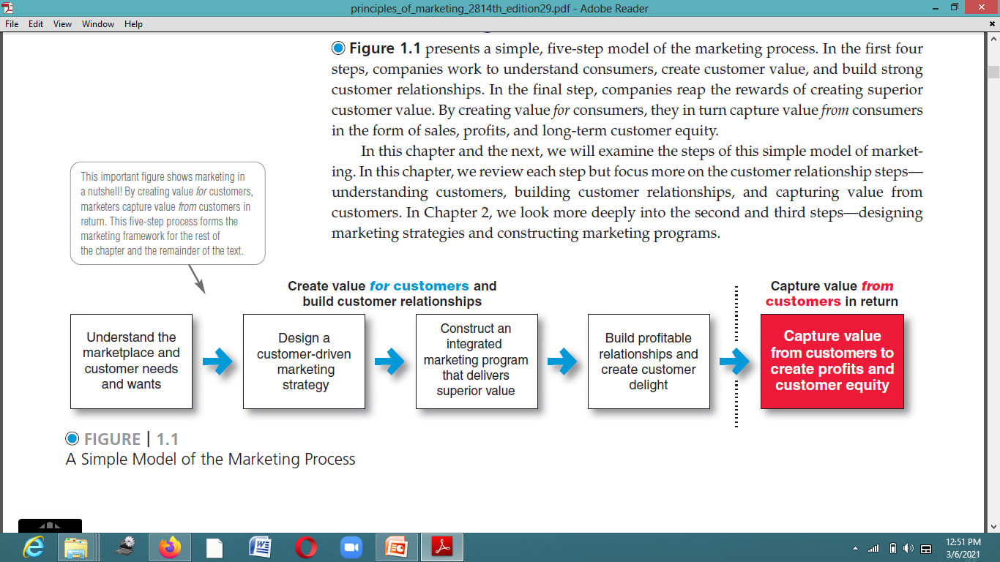 principles_of_marketing_2814th_edition29.pdf - Adobe Reader
File Edit View Window Help
Figure 1.1 presents a simple, five-step model of the marketing process. In the first four
steps, companies work to understand consumers, create customer value, and build strong
customer relationships. In the final step, companies reap the rewards of creating superior
customer value. By creating value for consumers, they in turn capture value from consumers
in the form of sales, profits, and long-term customer equity.
In this chapter and the next, we will examine the steps of this simple model of market-
ing. In this chapter, we review each step but focus more on the customer relationship steps—
understanding customers, building customer relationships, and capturing value from
customers. In Chapter 2, we look more deeply into the second and third steps—designing
marketing strategies and constructing marketing programs.
This important figure shows marketing in
a nutshell! By creating value for customers,
marketers capture value from customers in
return. This five-step process forms the
marketing framework for the rest of
the chapter and the remainder of the text.
Create value for customers and
build customer relationships
Capture value from
customers in return
Understand the
marketplace and
customer needs
and wants
Design a
customer-driven
marketing
strategy
Construct an
integrated
marketing program
that delivers
superior value
Build profitable
relationships and
create customer
delight
Capture value
from customers to
create profits and
customer equity
FIGURE | 1.1
A Simple Model of the Marketing Process
12:51 PM
3/6/2021